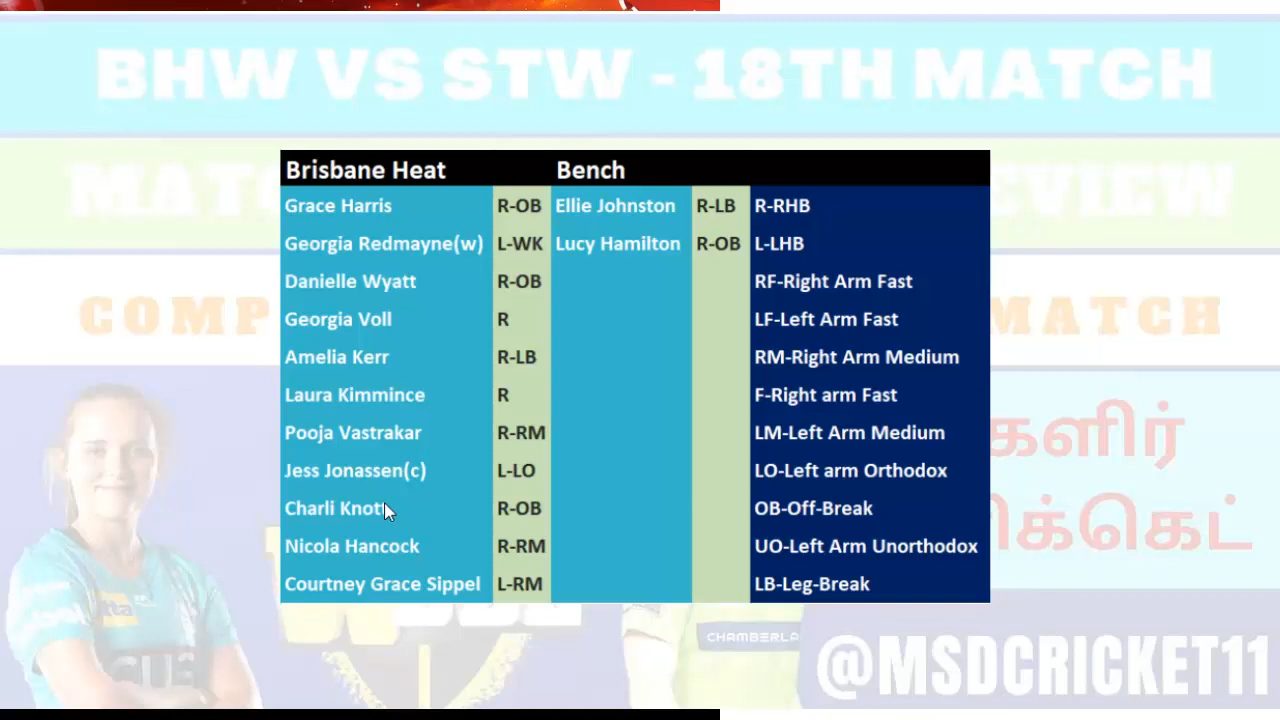 BHW VS STW - 18TH MATCH
Brisbane Heat Bench
Grace Harris R-OB Ellie Johnston R-LB R-RHB
Georgia Redmayne(w) L-WK Lucy Hamilton R-OB L-LHB
Danielle Wyatt R-OB RF-Right Arm Fast
Georgia Voll R LF-Left Arm Fast
Amelia Kerr R-LB RM-Right Arm Medium
Laura Kimmince R F-Right arm Fast
Pooja Vastrakar R-RM LM-Left Arm Medium
Jess Jonassen(c) L-LO LO-Left arm Orthodox
Charli Knott R-OB OB-Off-Break
Nicola Hancock R-RM UO-Left Arm Unorthodox
Courtney Grace Sippel L-RM LB-Leg-Break
MATCH
@MSDCRICKET11